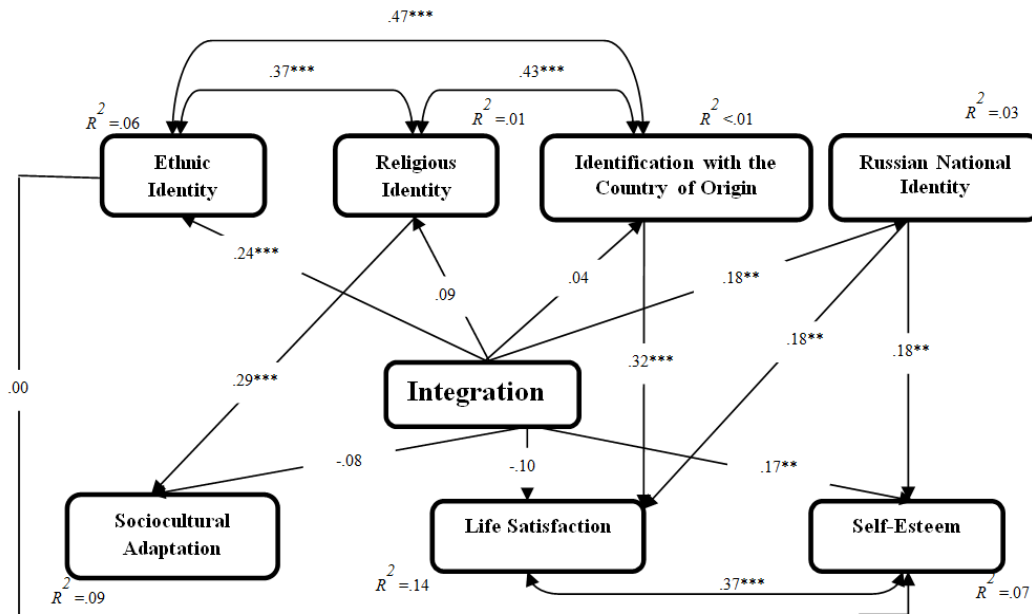 .47***
.37***
.43***
R² =.06
R² =.01
R² <.01
R² =.03
Ethnic
Identity
Religious
Identity
Identification with the
Country of Origin
Russian National
Identity
.24***
.09
.04
.18**
.00
.29***
Integration
.32***
.18**
.18**
-.08
-.10
.17**
Sociocultural
Adaptation
Life Satisfaction
Self-Esteem
R² =.09
R² =.14
.37***
R² =.07